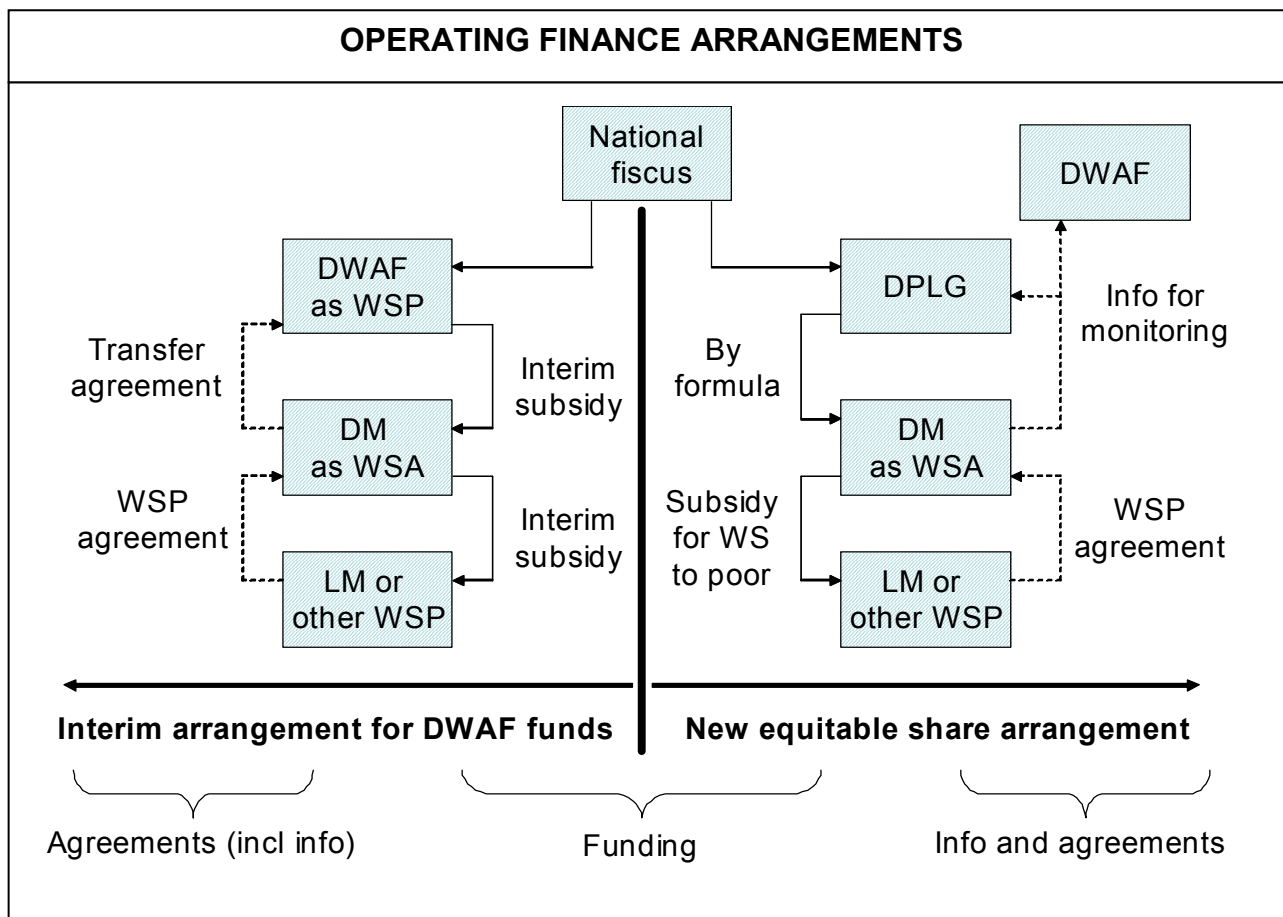 OPERATING FINANCE ARRANGEMENTS
National
fiscus
DWAF
DWAF
as WSP
DPLG
Transfer
agreement
Interim
subsidy
By
formula
Info for
monitoring
DM
as WSA
DM
as WSA
WSP
agreement
Interim
subsidy
Subsidy
for WS
to poor
WSP
agreement
LM or
other WSP
LM or
other WSP
Interim arrangement for DWAF funds
New equitable share arrangement
Agreements (incl info)
Funding
Info and agreements